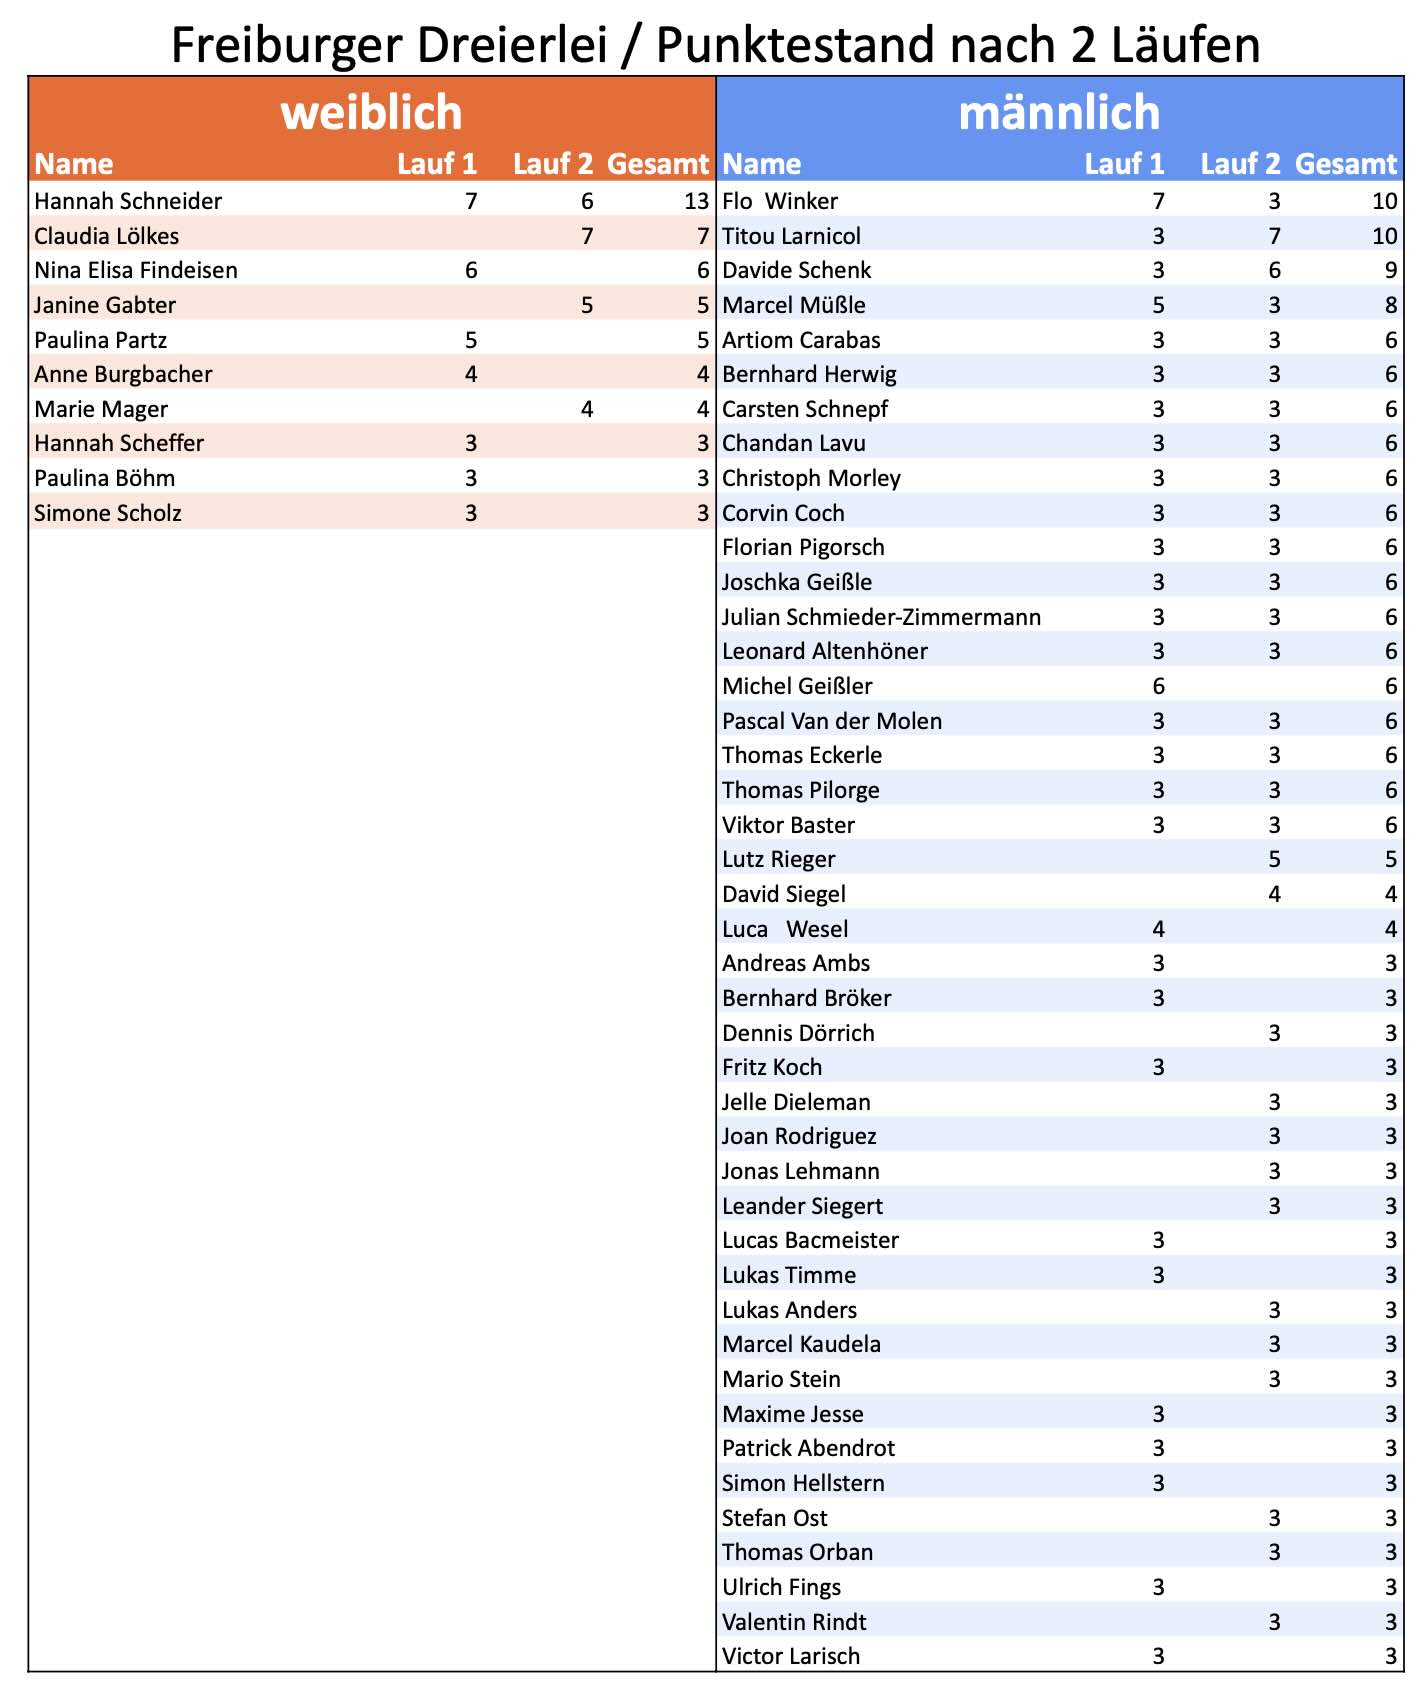 Freiburger Dreierlei / Punktestand nach 2 Läufen
weiblich
Name Lauf 1 Lauf 2 Gesamt
Hannah Schneider 7 6 13
Claudia Lölkes 7 7
Nina Elisa Findeisen 6 6
Janine Gabter 5 5
Paulina Partz 5 5
Anne Burgbacher 4 4
Marie Mager 4 4
Hannah Scheffer 3 3
Paulina Böhm 3 3
Simone Scholz 3 3
männlich
Name Lauf 1 Lauf 2 Gesamt
Flo Winker 7 3 10
Titou Larnicol 3 7 10
Davide Schenk 3 6 9
Marcel Müßle 5 3 8
Artiom Carabas 3 3 6
Bernhard Herwig 3 3 6
Carsten Schnepf 3 3 6
Chandan Lavu 3 3 6
Christoph Morley 3 3 6
Corvin Coch 3 3 6
Florian Pigorsch 3 3 6
Joschka Geißle 3 3 6
Julian Schmieder-Zimmermann 3 3 6
Leonard Altenhöner 3 3 6
Michel Geißler 6 6
Pascal Van der Molen 3 3 6
Thomas Eckerle 3 3 6
Thomas Pilorge 3 3 6
Viktor Baster 3 3 6
Lutz Rieger 5 5
David Siegel 4 4
Luca Wesel 4 4
Andreas Ambs 3 3
Bernhard Bröker 3 3
Dennis Dörrich 3 3
Fritz Koch 3 3
Jelle Dieleman 3 3
Joan Rodriguez 3 3
Jonas Lehmann 3 3
Leander Siegert 3 3
Lucas Bacmeister 3 3
Lukas Timme 3 3
Lukas Anders 3 3
Marcel Kaudela 3 3
Mario Stein 3 3
Maxime Jesse 3 3
Patrick Abendrot 3 3
Simon Hellstern 3 3
Stefan Ost 3 3
Thomas Orban 3 3
Ulrich Fings 3 3
Valentin Rindt 3 3
Victor Larisch 3 3